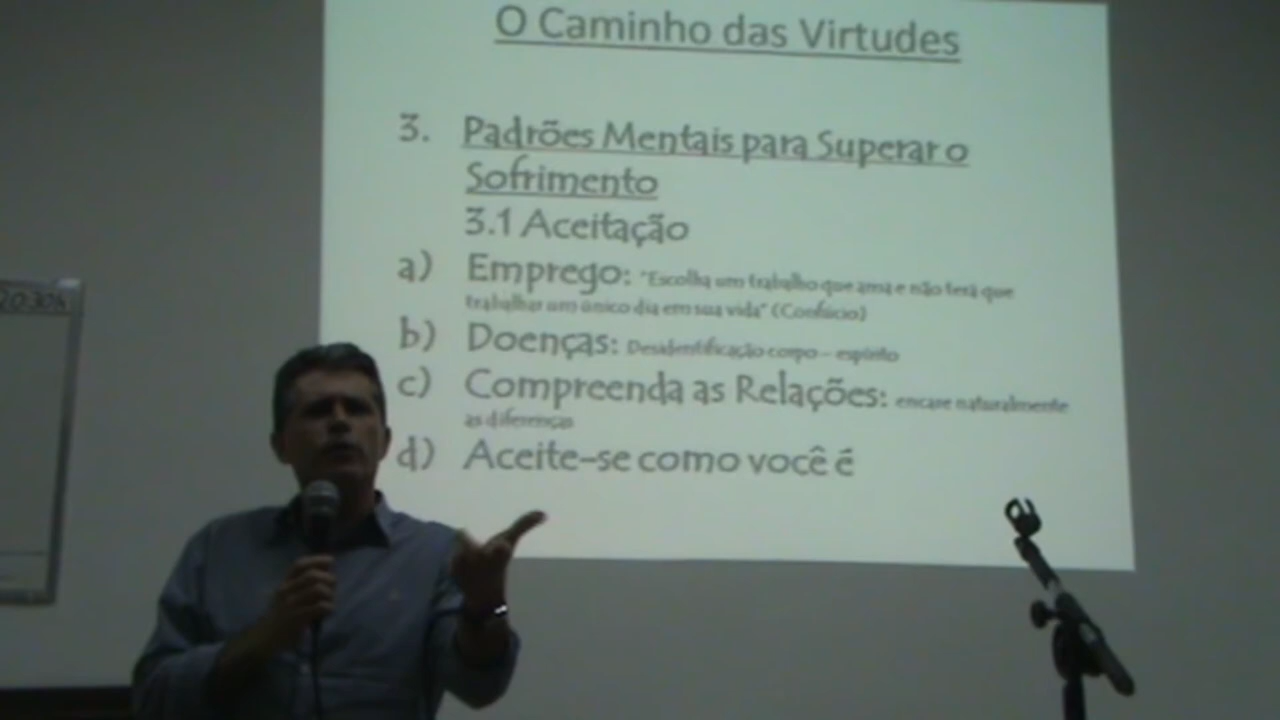 O Caminho das Virtudes
3. Padrões Mentais para Superar o
Sofrimento
3.1 Aceitação
a) Emprego: "Escolha um trabalho que ama e não terá que
trabalhar um único dia em sua vida" (Confúcio)
b) Doenças: Desidentificação corpo – espírito
c) Compreenda as Relações: encare naturalmente
as diferenças
d) Aceite-se como você é